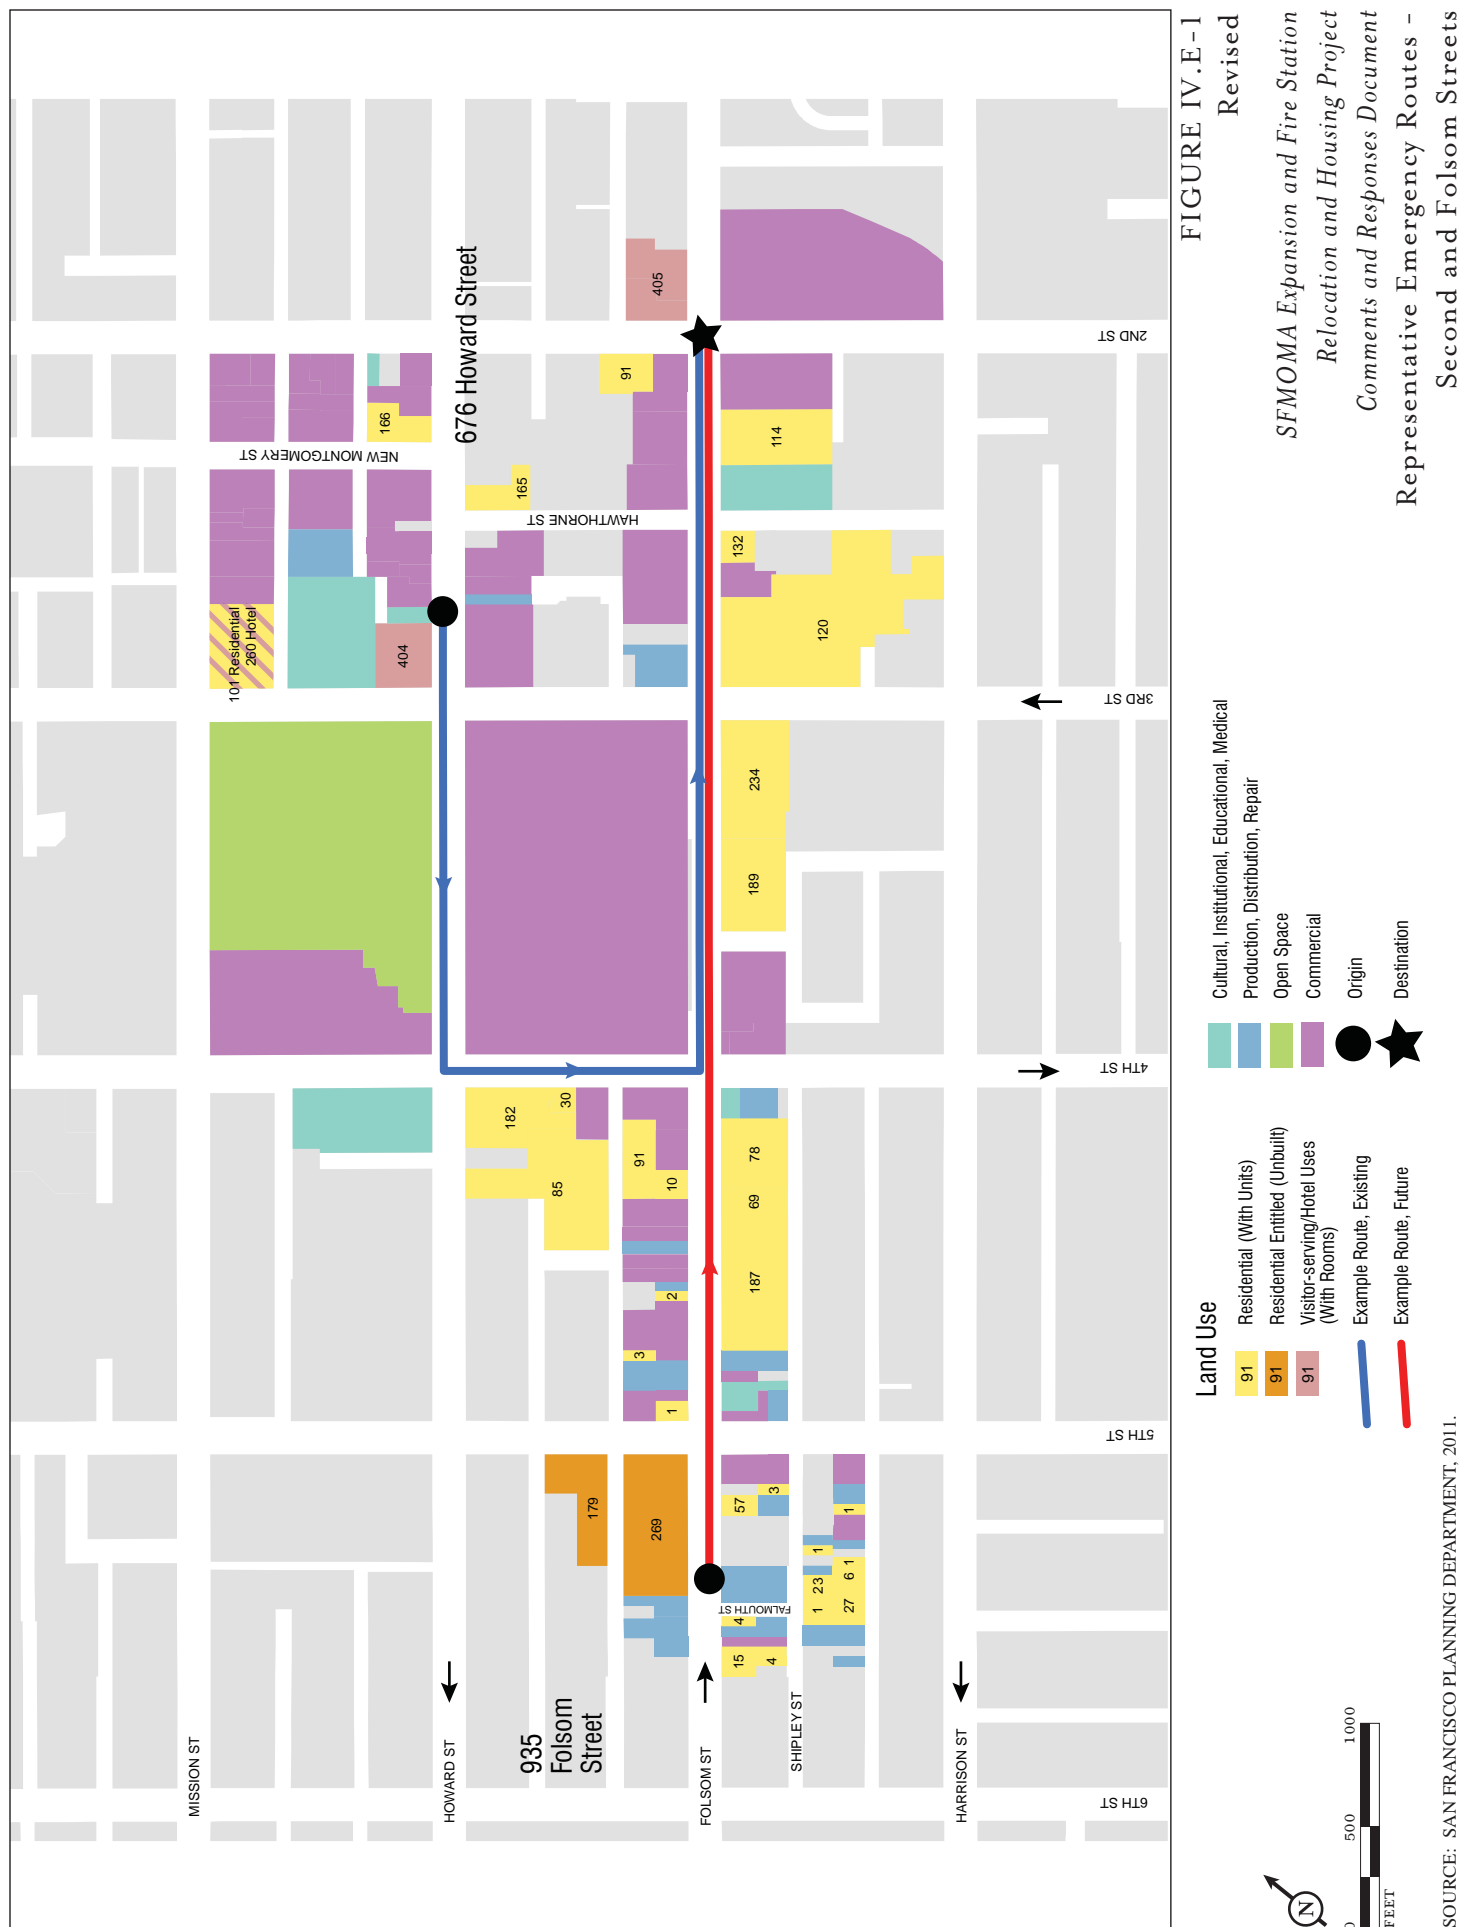 MISSION ST
HOWARD ST
FOLSOM ST
SHIPLEY ST
HARRISON ST
6TH ST
5TH ST
4TH ST
3RD ST
2ND ST
NEW MONTGOMERY ST
HAWTHORNE ST
FALMOUTH ST
935
Folsom
Street
676 Howard Street
101 Residential
260 Hotel
404
166
165
91
405
114
132
120
234
189
182
30
85
91
10
2
3
1
78
69
187
179
269
57
3
4
15
4
1
1
23
1
6
1
27
Land Use
91
Residential (With Units)
91
Residential Entitled (Unbuilt)
91
Visitor-serving/Hotel Uses
(With Rooms)
Example Route, Existing
Example Route, Future
Cultural, Institutional, Educational, Medical
Production, Distribution, Repair
Open Space
Commercial
Origin
Destination
N
0
500
1000
FEET
SOURCE: SAN FRANCISCO PLANNING DEPARTMENT, 2011.
FIGURE IV.E-1
Revised
SFMOMA Expansion and Fire Station
Relocation and Housing Project
Comments and Responses Document
Representative Emergency Routes –
Second and Folsom Streets